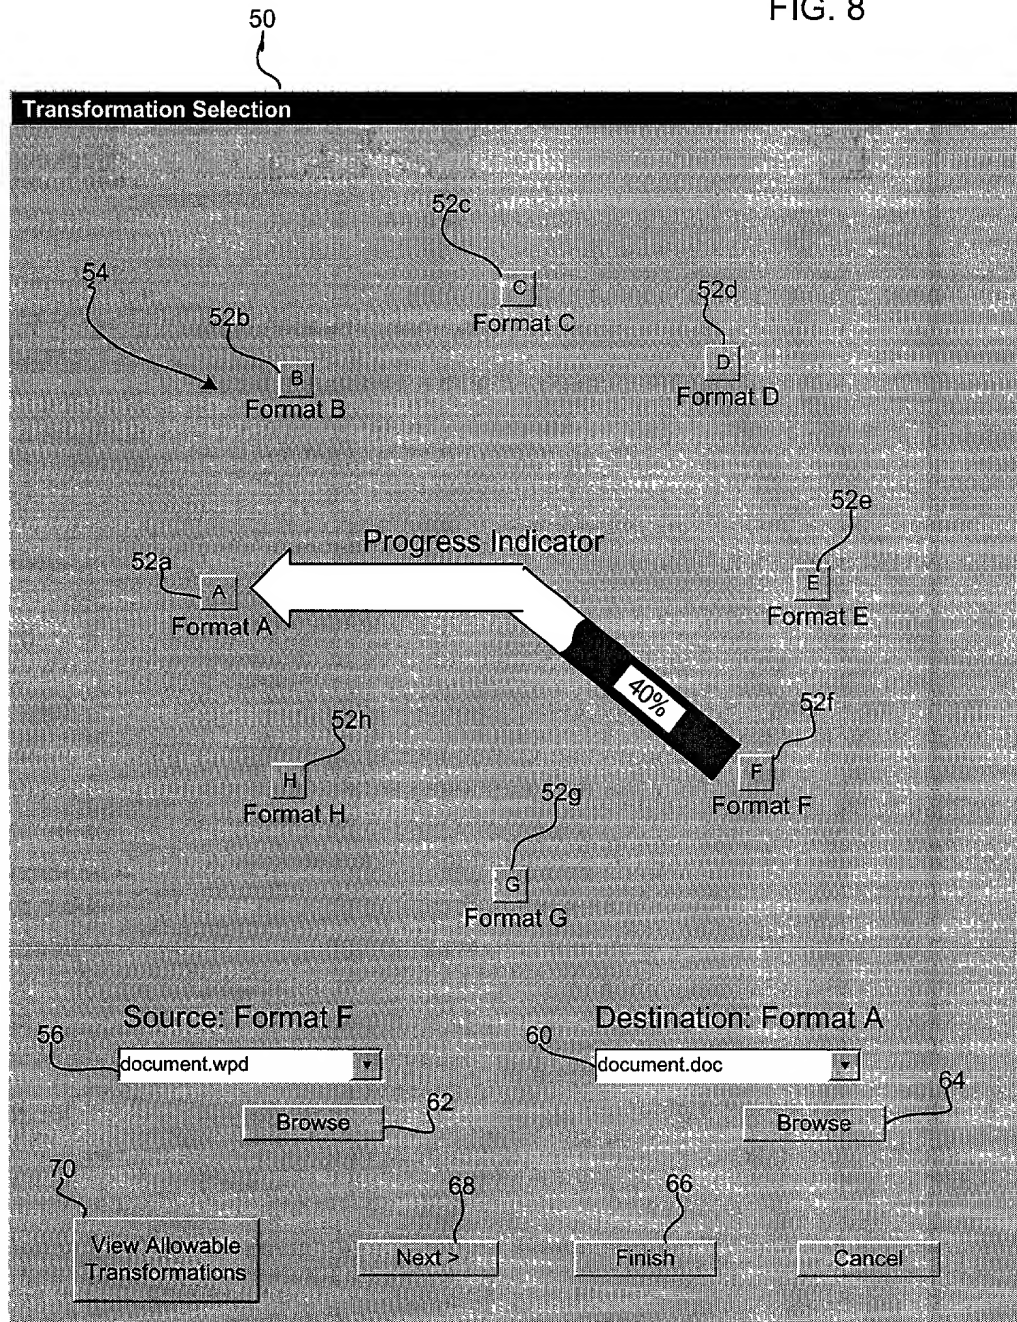 FIG. 8
50
Transformation Selection
52c
C
Format C
54
52b
B
Format B
52d
D
Format D
52e
E
Format E
Progress Indicator
52a
A
Format A
40%
52f
F
Format F
52h
H
Format H
52g
G
Format G
Source: Format F
Destination: Format A
56
document.wpd
60
document.doc
Browse
62
Browse
64
70
View Allowable
Transformations
68
Next >
66
Finish
Cancel